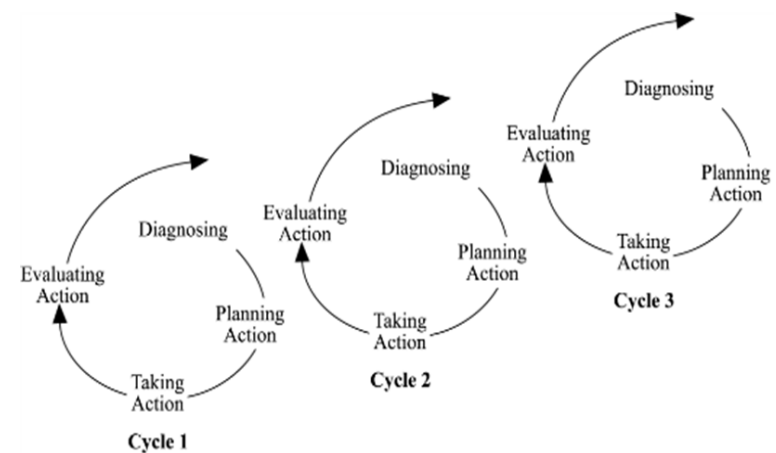 Diagnosing
Planning
Action
Taking
Action
Evaluating
Action
Cycle 1
Diagnosing
Planning
Action
Taking
Action
Evaluating
Action
Cycle 2
Diagnosing
Planning
Action
Taking
Action
Evaluating
Action
Cycle 3